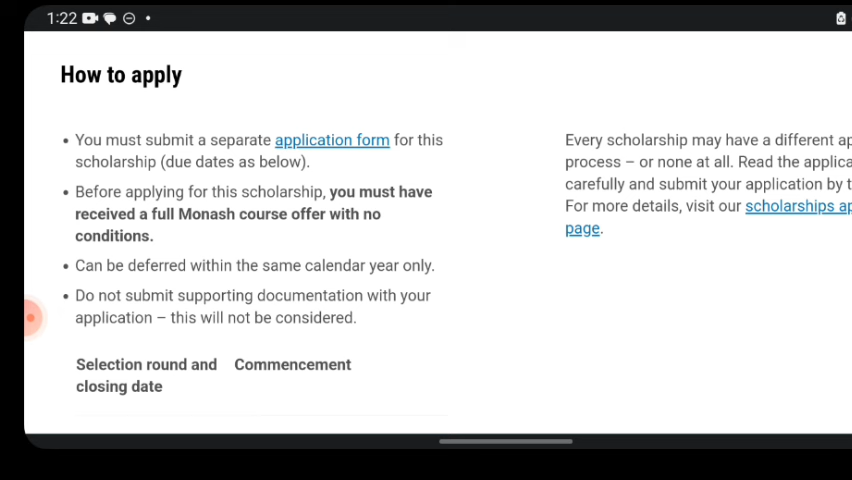 1:22
How to apply
• You must submit a separate application form for this
scholarship (due dates as below).
• Before applying for this scholarship, you must have
received a full Monash course offer with no
conditions.
• Can be deferred within the same calendar year only.
• Do not submit supporting documentation with your
application – this will not be considered.
Selection round and Commencement
closing date
Every scholarship may have a different ap
process – or none at all. Read the applica
carefully and submit your application by t
For more details, visit our scholarships ap
page.